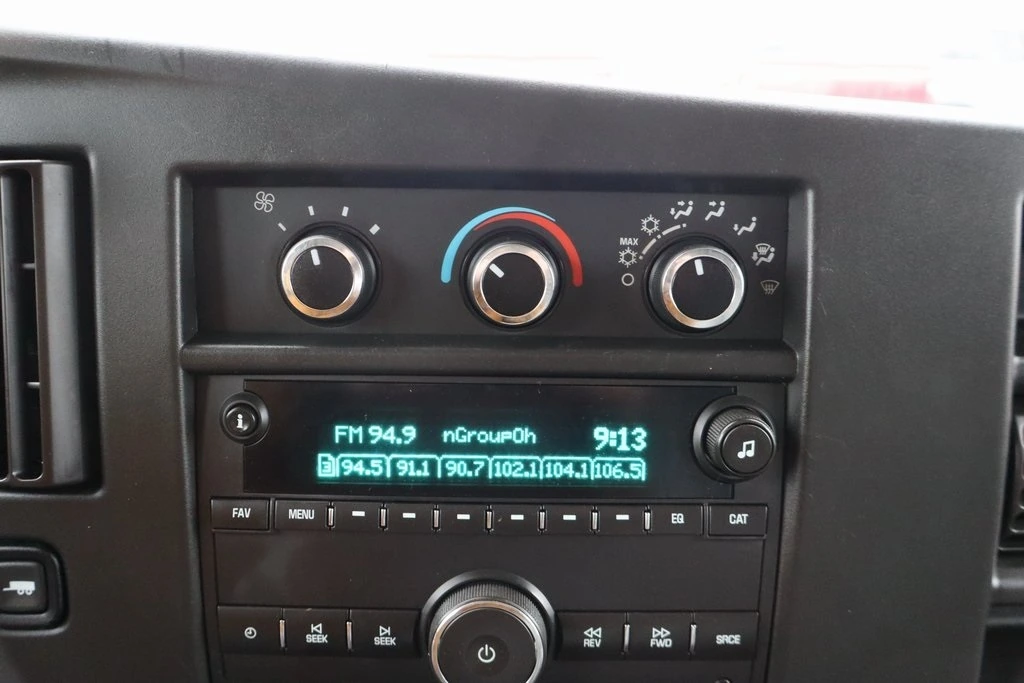 MAX
i
FM 94.9 nGroupOh 9:13
3 94.5 91.1 90.7 102.1 104.1 106.5
FAV MENU EQ CAT
SEEK SEEK REV FWD SRCE